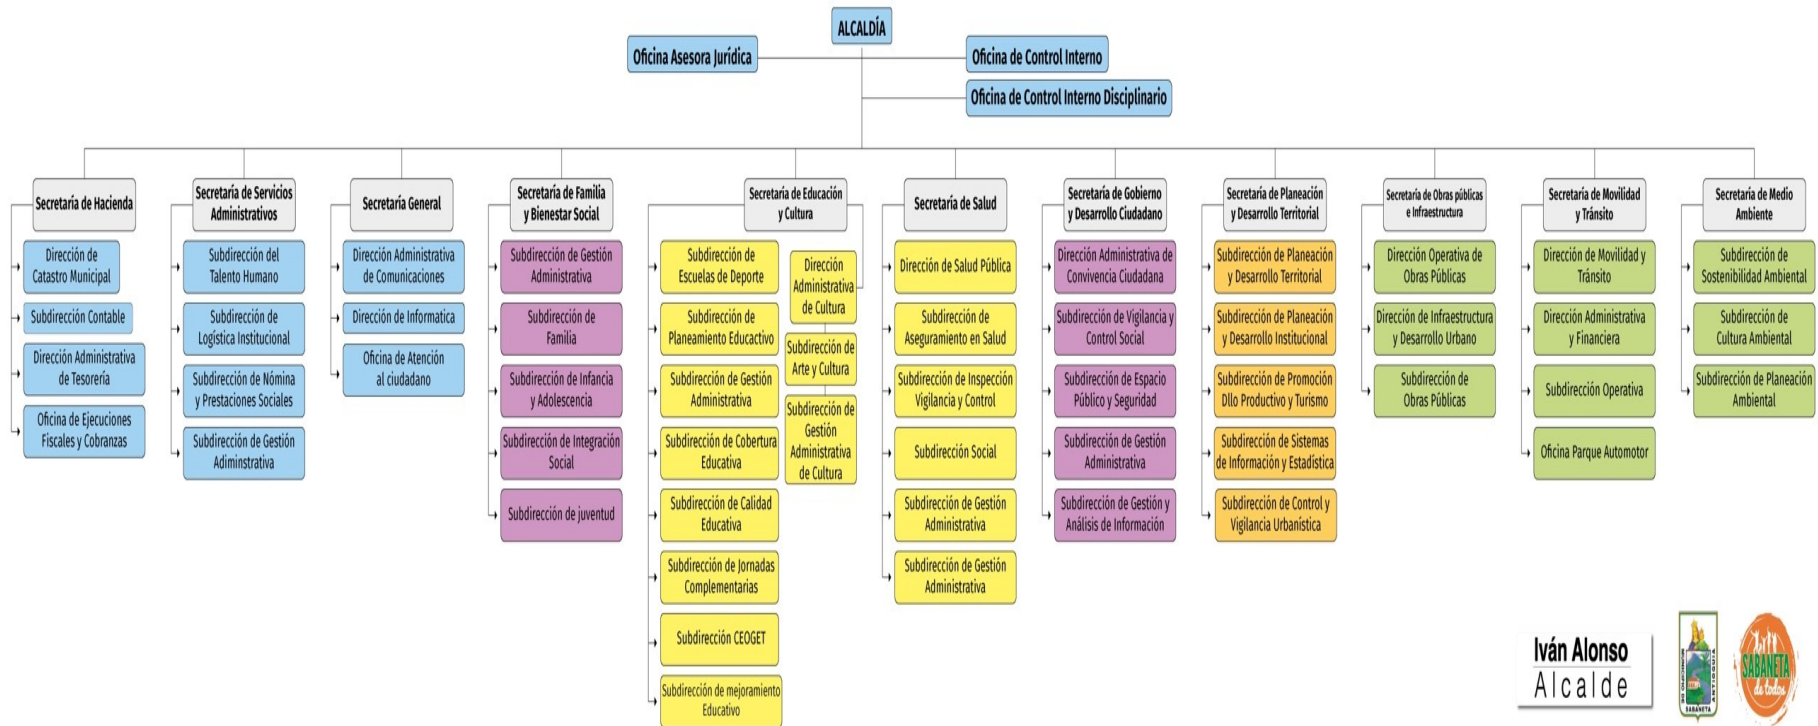 ALCALDÍA
Oficina Asesora Jurídica
Oficina de Control Interno
Oficina de Control Interno Disciplinario
Secretaría de Hacienda
Dirección de
Catastro Municipal
Subdirección Contable
Dirección Administrativa
de Tesorería
Oficina de Ejecuciones
Fiscales y Cobranzas
Secretaría de Servicios
Administrativos
Subdirección del
Talento Humano
Subdirección de
Logística Institucional
Subdirección de Nómina
y Prestaciones Sociales
Subdirección de Gestión
Adiminstrativa
Secretaría General
Dirección Administrativa
de Comunicaciones
Dirección de Informatica
Oficina de Atención
al ciudadano
Secretaría de Familia
y Bienestar Social
Subdirección de Gestión
Administrativa
Subdirección de
Familia
Subdirección de Infancia
y Adolescencia
Subdirección de Integración
Social
Subdirección de juventud
Secretaría de Educación
y Cultura
Subdirección de
Escuelas de Deporte
Subdirección de
Planeamiento Educactivo
Subdirección de Gestión
Administrativa
Subdirección de Cobertura
Educativa
Subdirección de Calidad
Educativa
Subdirección de Jornadas
Complementarias
Subdirección CEOGET
Subdirección de mejoramiento
Educativo
Dirección
Administrativa
de Cultura
Subdirección de
Arte y Cultura
Subdirección de
Gestión
Administrativa
de Cultura
Secretaría de Salud
Dirección de Salud Pública
Subdirección de
Aseguramiento en Salud
Subdirección de Inspección
Vigilancia y Control
Subdirección Social
Subdirección de Gestión
Administrativa
Subdirección de Gestión
Administrativa
Secretaría de Gobierno
y Desarrollo Ciudadano
Dirección Administrativa de
Convivencia Ciudadana
Subdirección de Vigilancia y
Control Social
Subdirección de Espacio
Público y Seguridad
Subdirección de Gestión
Administrativa
Subdirección de Gestión y
Análisis de Información
Secretaría de Planeación
y Desarrollo Territorial
Subdirección de Planeación
y Desarrollo Territorial
Subdirección de Planeación
y Desarrollo Institucional
Subdirección de Promoción
Dllo Productivo y Turismo
Subdirección de Sistemas
de Información y Estadística
Subdirección de Control y
Vigilancia Urbanística
Secretaría de Obras públicas
e Infraestructura
Dirección Operativa de
Obras Públicas
Dirección de Infraestructura
y Desarrollo Urbano
Subdirección de
Obras Públicas
Secretaría de Movilidad
y Tránsito
Dirección de Movilidad y
Tránsito
Dirección Administrativa
y Financiera
Subdirección Operativa
Oficina Parque Automotor
Secretaría de Medio
Ambiente
Subdirección de
Sostenibilidad Ambiental
Subdirección de
Cultura Ambiental
Subdirección de Planeación
Ambiental
Iván Alonso
Alcalde
MUNICIPIO DE
SABANETA
ANTIOQUIA
SABANETA
de todos